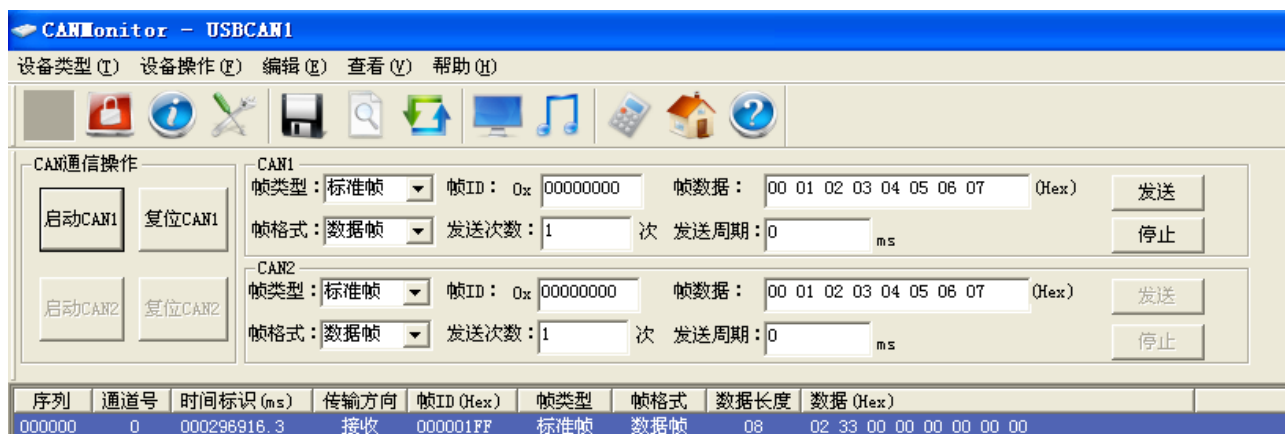 CANMonitor - USBCAN1
设备类型(T) 设备操作(F) 编辑(E) 查看(V) 帮助(H)
CAN通信操作
启动CAN1 复位CAN1
启动CAN2 复位CAN2
CAN1
帧类型：标准帧 帧ID： 0x 00000000 帧数据： 00 01 02 03 04 05 06 07 (Hex) 发送
帧格式：数据帧 发送次数：1 次 发送周期：0 ms 停止
CAN2
帧类型：标准帧 帧ID： 0x 00000000 帧数据： 00 01 02 03 04 05 06 07 (Hex) 发送
帧格式：数据帧 发送次数：1 次 发送周期：0 ms 停止
序列 通道号 时间标识(ms) 传输方向 帧ID(Hex) 帧类型 帧格式 数据长度 数据(Hex)
000000 0 000296916.3 接收 000001FF 标准帧 数据帧 08 02 33 00 00 00 00 00 00